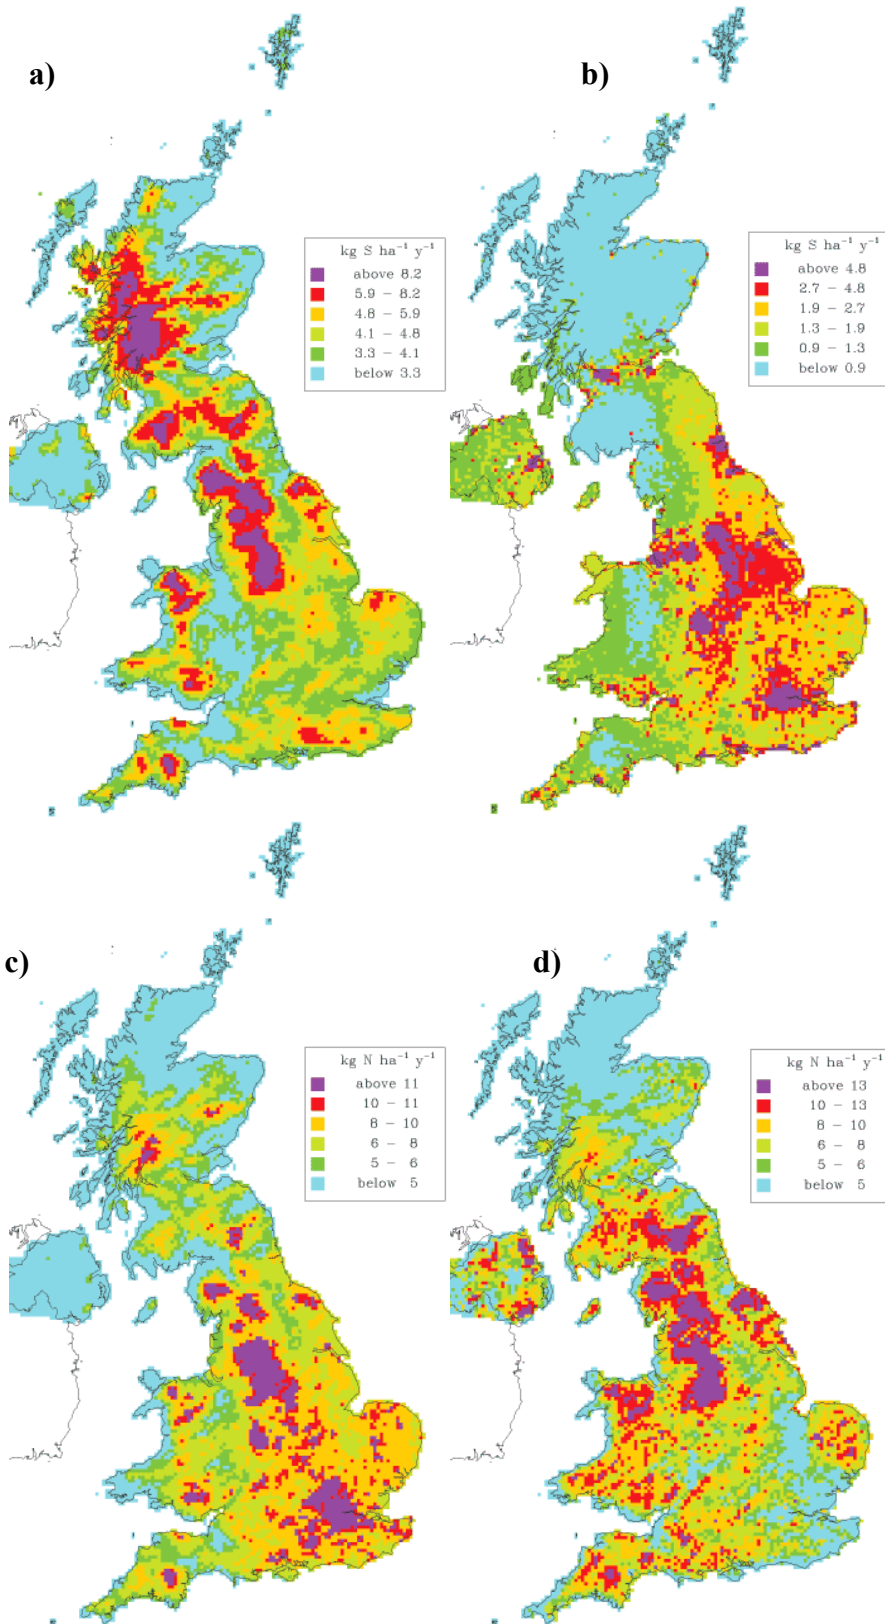 a)
b)
kg S ha⁻¹ y⁻¹
above 8.2
5.9 – 8.2
4.8 – 5.9
4.1 – 4.8
3.3 – 4.1
below 3.3
kg S ha⁻¹ y⁻¹
above 4.8
2.7 – 4.8
1.9 – 2.7
1.3 – 1.9
0.9 – 1.3
below 0.9
c)
d)
kg N ha⁻¹ y⁻¹
above 11
10 – 11
8 – 10
6 – 8
5 – 6
below 5
kg N ha⁻¹ y⁻¹
above 13
10 – 13
8 – 10
6 – 8
5 – 6
below 5